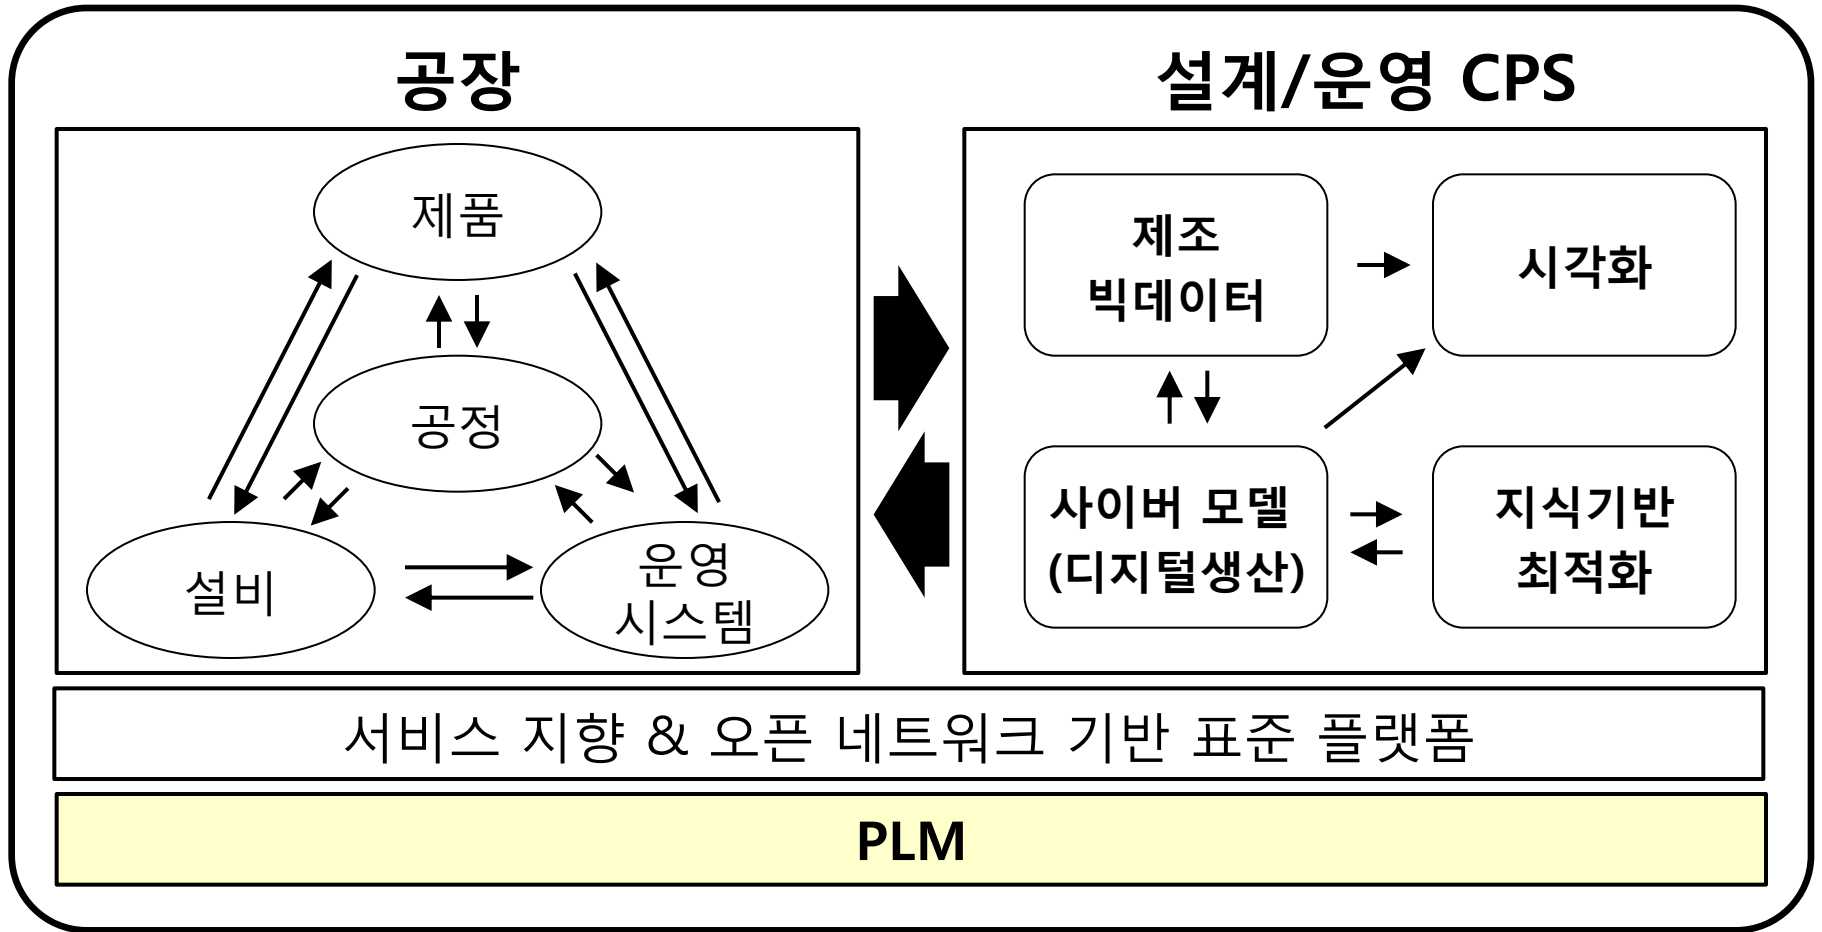 공장
제품
공정
설비
운영
시스템
설계/운영 CPS
제조
빅데이터
시각화
사이버 모델
(디지털생산)
지식기반
최적화
서비스 지향 & 오픈 네트워크 기반 표준 플랫폼
PLM